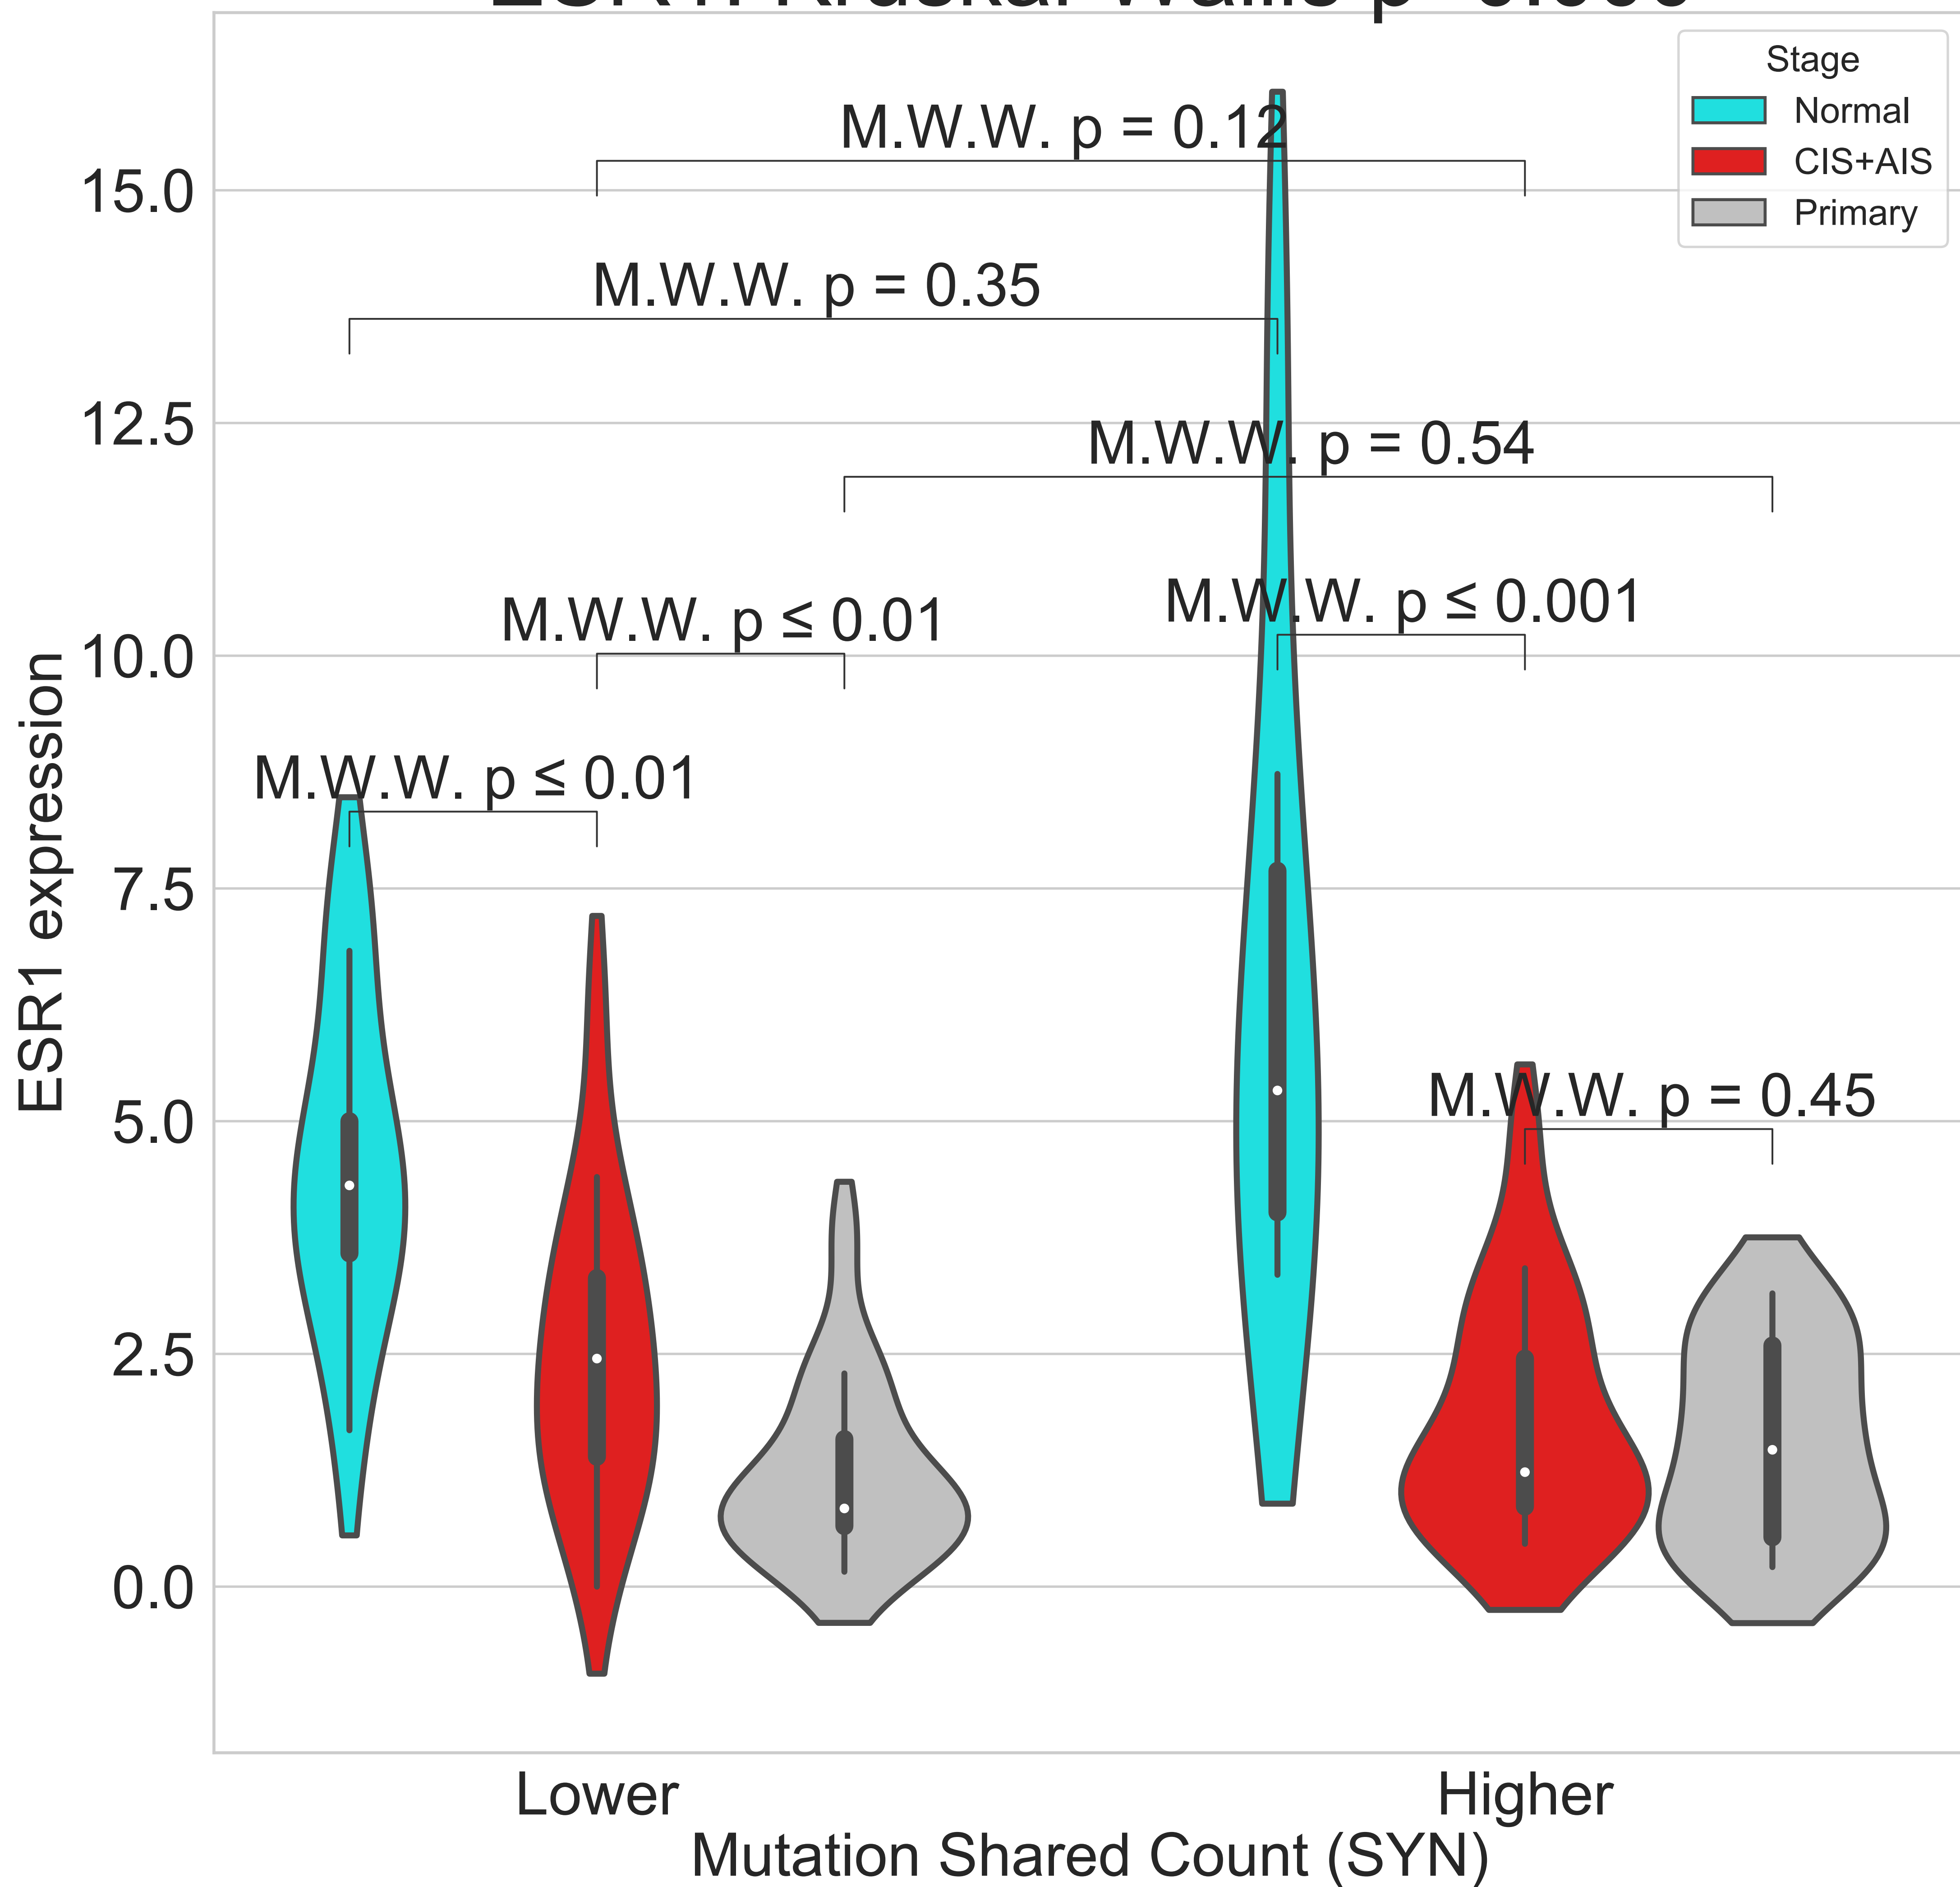 Stage
Normal
CIS+AIS
Primary
M.W.W. p = 0.12
M.W.W. p = 0.35
M.W.W. p = 0.54
M.W.W. p ≤ 0.01
M.W.W. p ≤ 0.001
M.W.W. p ≤ 0.01
M.W.W. p = 0.45
15.0
12.5
10.0
7.5
5.0
2.5
0.0
ESR1 expression
Lower
Higher
Mutation Shared Count (SYN)